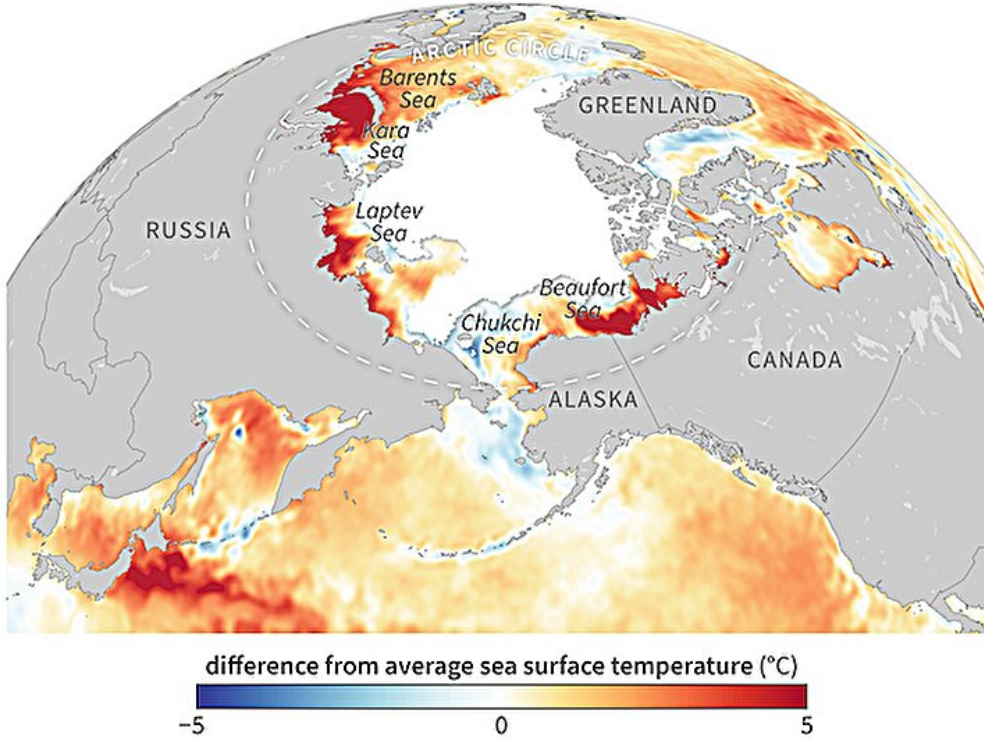 ARCTIC CIRCLE
Barents
Sea
GREENLAND
Kara
Sea
RUSSIA
Laptev
Sea
Beaufort
Sea
Chukchi
Sea
CANADA
ALASKA
difference from average sea surface temperature (°C)
−5 0 5